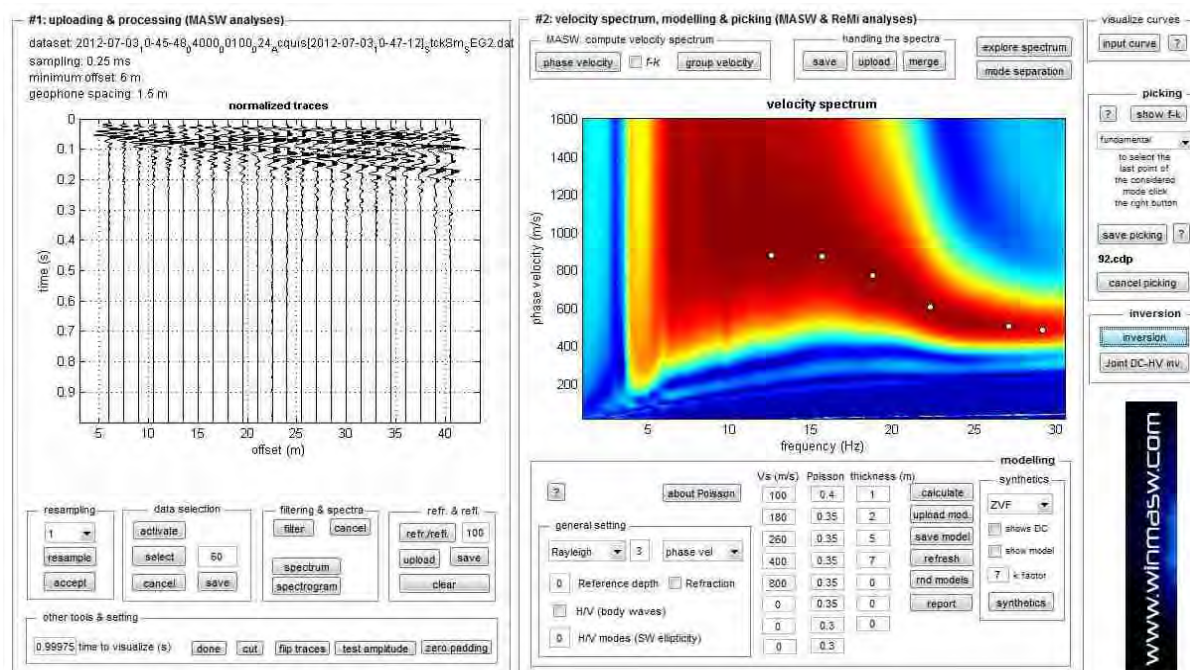 #1: uploading & processing (MASW analyses)
dataset: 2012-07-03,10-45-48g4000g0100g24Acquis[2012-07-03,10-47-12]StckSmSEG2.dat
sampling: 0.25 ms
minimum offset: 6 m
geophone spacing: 1.5 m
normalized traces
time (s)
0
0.1
0.2
0.3
0.4
0.5
0.6
0.7
0.8
0.9
5 10 15 20 25 30 35 40
offset (m)
resampling
1
resample
accept
data selection
activate
select 60
cancel save
filtering & spectra
filter cancel
spectrum
spectrogram
refr. & refl.
refr./refl. 100
upload save
clear
other tools & setting
0.99975 time to visualize (s) done cut flip traces test amplitude zero padding
#2: velocity spectrum, modelling & picking (MASW & ReMi analyses)
MASW: compute velocity spectrum
phase velocity f-k group velocity
handling the spectra
save upload merge
explore spectrum
mode separation
velocity spectrum
phase velocity (m/s)
1600
1400
1200
1000
800
600
400
200
5 10 15 20 25 30
frequency (Hz)
modelling
? about Poisson
general setting
Rayleigh 3 phase vel
0 Reference depth Refraction
H/V (body waves)
0 H/V modes (SW elipticity)
Vs (m/s) Poisson thickness (m)
100 0.4 1
180 0.35 2
260 0.35 5
400 0.35 7
800 0.35 0
0 0.35 0
0 0.3 0
0 0.3
calculate
upload mod.
save model
refresh
rnd models
report
synthetics
ZVF
shows DC
show model
7 k factor
synthetics
visualize curves
input curve ?
picking
? show f-k
fundamental
to select the
last point of
the considered
mode click
the right button
save picking ?
92.cdp
cancel picking
inversion
inversion
Joint DC-HV inv.
www.winmasw.com